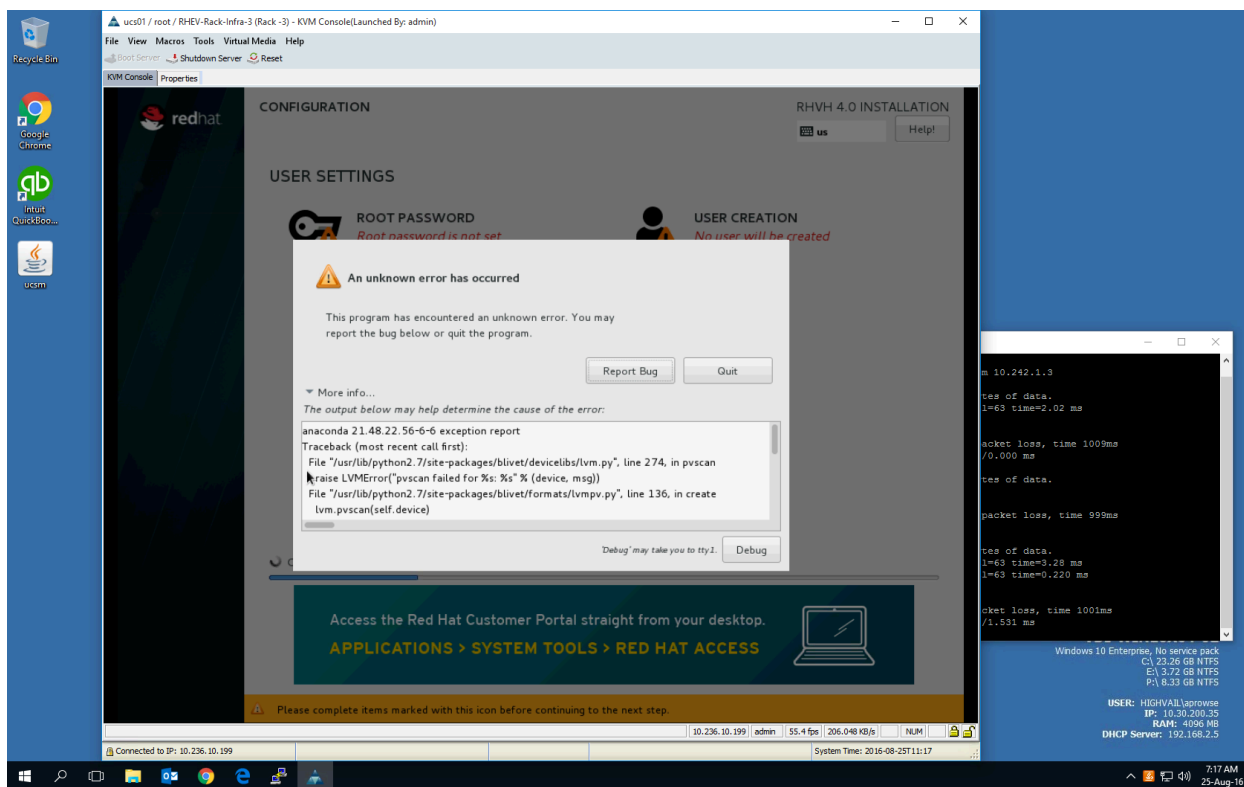 Recycle Bin
Google
Chrome
Intuit
QuickBoo...
ucsm
ucs01 / root / RHEV-Rack-Infra-3 (Rack -3) - KVM Console(Launched By: admin)
File View Macros Tools Virtual Media Help
Boot Server Shutdown Server Reset
KVM Console Properties
redhat
CONFIGURATION
RHVH 4.0 INSTALLATION
us
Help!
USER SETTINGS
ROOT PASSWORD
Root password is not set
USER CREATION
No user will be created
An unknown error has occurred
This program has encountered an unknown error. You may
report the bug below or quit the program.
Report Bug Quit
More info...
The output below may help determine the cause of the error:
anaconda 21.48.22.56-6-6 exception report
Traceback (most recent call first):
File "/usr/lib/python2.7/site-packages/blivet/devicelibs/lvm.py", line 274, in pvscan
raise LVMError("pvscan failed for %s: %s" % (device, msg))
File "/usr/lib/python2.7/site-packages/blivet/formats/lvmpv.py", line 136, in create
lvm.pvscan(self.device)
'Debug' may take you to tty1. Debug
Access the Red Hat Customer Portal straight from your desktop.
APPLICATIONS > SYSTEM TOOLS > RED HAT ACCESS
Please complete items marked with this icon before continuing to the next step.
10.236.10.199 admin 55.4 fps 206.048 KB/s NUM
Connected to IP: 10.236.10.199
System Time: 2016-08-25T11:17
m 10.242.1.3
tes of data.
l=63 time=2.02 ms
acket loss, time 1009ms
/0.000 ms
tes of data.
packet loss, time 999ms
tes of data.
l=63 time=3.28 ms
l=63 time=0.220 ms
cket loss, time 1001ms
/1.531 ms
Windows 10 Enterprise, No service pack
C:\ 23.26 GB NTFS
E:\ 3.72 GB NTFS
P:\ 8.33 GB NTFS
USER: HIGHVAIL\aprowse
IP: 10.30.200.35
RAM: 4096 MB
DHCP Server: 192.168.2.5
7:17 AM
25-Aug-16